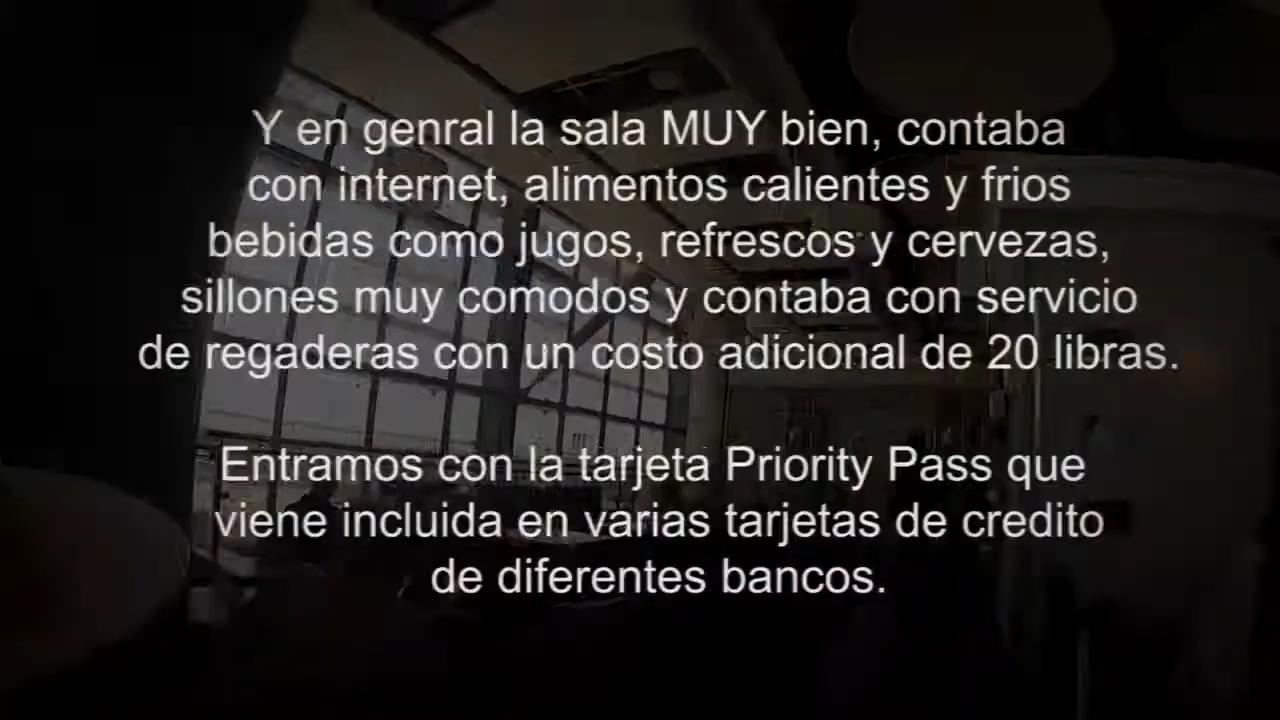 Y en genral la sala MUY bien, contaba
con internet, alimentos calientes y frios
bebidas como jugos, refrescos y cervezas,
sillones muy comodos y contaba con servicio
de regaderas con un costo adicional de 20 libras.
Entramos con la tarjeta Priority Pass que
viene incluida en varias tarjetas de credito
de diferentes bancos.